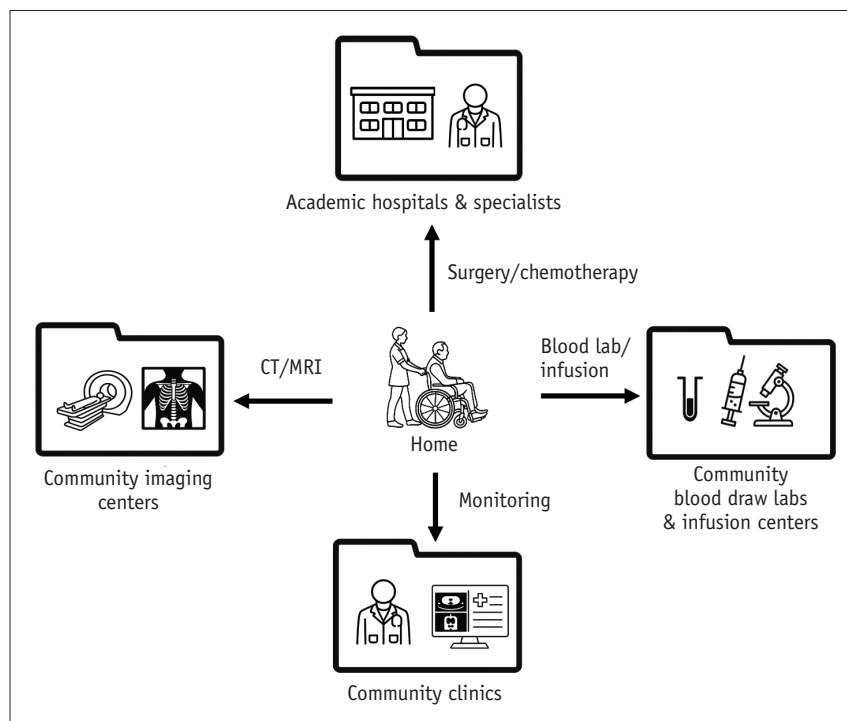 Academic hospitals & specialists
Surgery/chemotherapy
CT/MRI
Blood lab/
infusion
Home
Community imaging
centers
Community
blood draw labs
& infusion centers
Monitoring
Community clinics